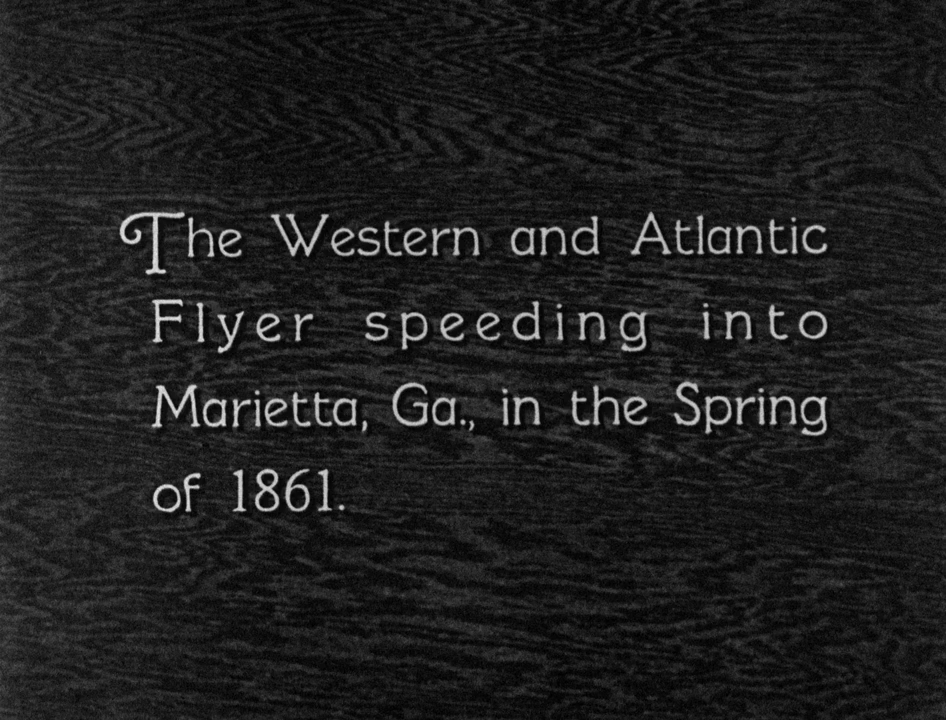 The Western and Atlantic
Flyer speeding into
Marietta, Ga., in the Spring
of 1861.